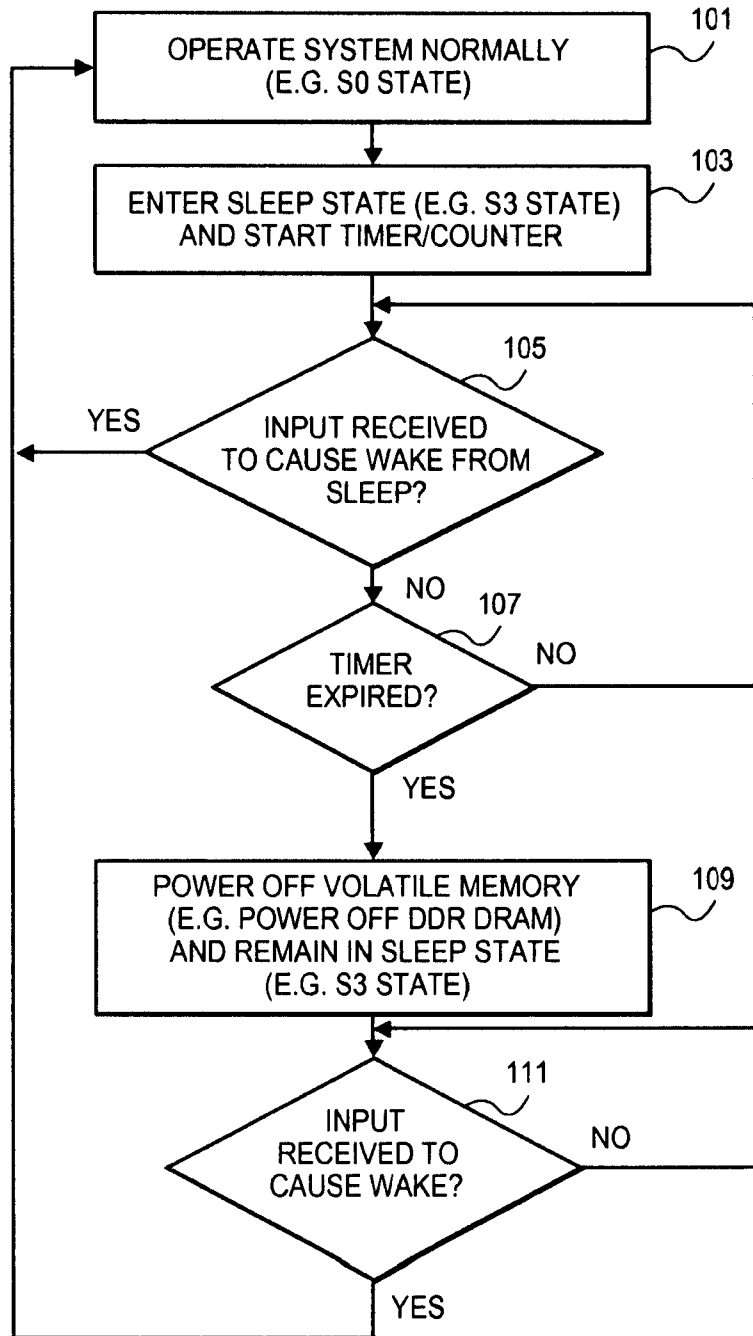 OPERATE SYSTEM NORMALLY
(E.G. S0 STATE)
101
ENTER SLEEP STATE (E.G. S3 STATE)
AND START TIMER/COUNTER
103
105
YES
INPUT RECEIVED
TO CAUSE WAKE FROM
SLEEP?
NO
107
TIMER
EXPIRED?
NO
YES
POWER OFF VOLATILE MEMORY
(E.G. POWER OFF DDR DRAM)
AND REMAIN IN SLEEP STATE
(E.G. S3 STATE)
109
111
INPUT
RECEIVED TO
CAUSE WAKE?
NO
YES